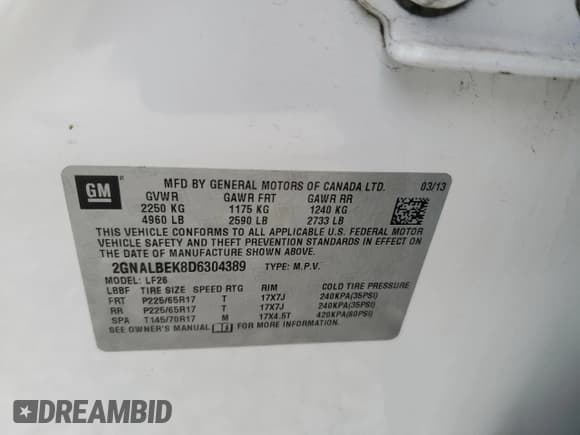 GM
MFD BY GENERAL MOTORS OF CANADA LTD. 03/13
GVWR GAWR FRT GAWR RR
2250 KG 1175 KG 1240 KG
4960 LB 2590 LB 2733 LB
THIS VEHICLE CONFORMS TO ALL APPLICABLE U.S. FEDERAL MOTOR
VEHICLE SAFETY AND THEFT PREVENTION STANDARDS IN EFFECT ON
THE DATE OF MANUFACTURE SHOWN ABOVE.
2GNALBEK8D6304389 TYPE: M.P.V.
MODEL: LF26
LBBF TIRE SIZE SPEED RTG RIM COLD TIRE PRESSURE
FRT P225/65R17 T 17X7J 240KPA(35PSI)
RR P225/65R17 T 17X7J 240KPA(35PSI)
SPA T145/70R17 M 17X4.5T 420KPA(60PSI)
SEE OWNER'S MANUAL FOR MORE INFORMATION.
DREAMBID